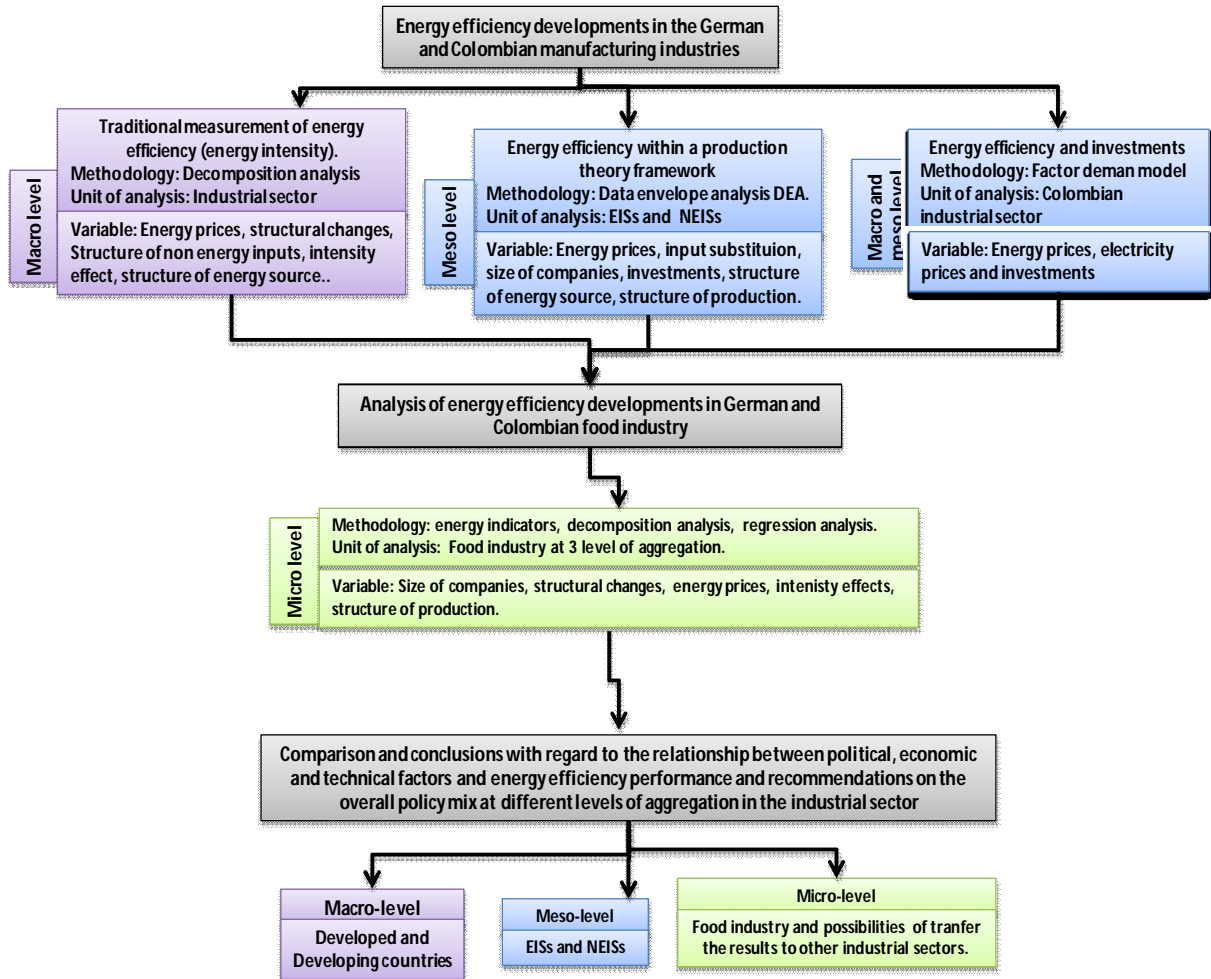 Energy efficiency developments in the German
and Colombian manufacturing industries
Macro level
Traditional measurement of energy
efficiency (energy intensity).
Methodology: Decomposition analysis
Unit of analysis: Industrial sector
Variable: Energy prices, structural changes,
Structure of non energy inputs, intensity
effect, structure of energy source..
Meso level
Energy efficiency within a production
theory framework
Methodology: Data envelope analysis DEA.
Unit of analysis: EISs and NEISs
Variable: Energy prices, input substituion,
size of companies, investments, structure
of energy source, structure of production.
Macro and
meso level
Energy efficiency and investments
Methodology: Factor deman model
Unit of analysis: Colombian
industrial sector
Variable: Energy prices, electricity
prices and investments
Analysis of energy efficiency developments in German and
Colombian food industry
Micro level
Methodology: energy indicators, decomposition analysis, regression analysis.
Unit of analysis: Food industry at 3 level of aggregation.
Variable: Size of companies, structural changes, energy prices, intenisty effects,
structure of production.
Comparison and conclusions with regard to the relationship between political, economic
and technical factors and energy efficiency performance and recommendations on the
overall policy mix at different levels of aggregation in the industrial sector
Macro-level
Developed and
Developing countries
Meso-level
EISs and NEISs
Micro-level
Food industry and possibilities of tranfer
the results to other industrial sectors.